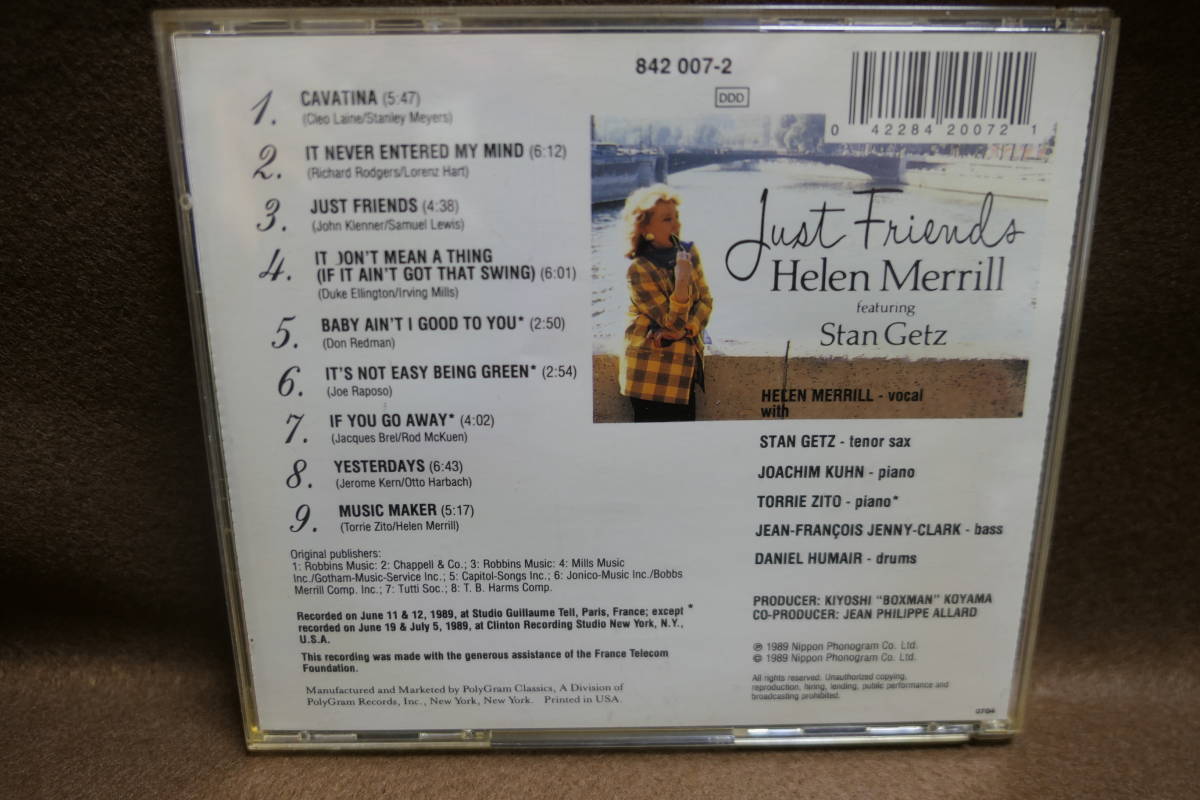 842 007-2
DDD
0 42284 20072 1
1. CAVATINA (5:47)
(Cleo Laine/Stanley Meyers)
2. IT NEVER ENTERED MY MIND (6:12)
(Richard Rodgers/Lorenz Hart)
3. JUST FRIENDS (4:38)
(John Klenner/Samuel Lewis)
4. IT DON'T MEAN A THING
(IF IT AIN'T GOT THAT SWING) (6:01)
(Duke Ellington/Irving Mills)
5. BABY AIN'T I GOOD TO YOU* (2:50)
(Don Redman)
6. IT'S NOT EASY BEING GREEN* (2:54)
(Joe Raposo)
7. IF YOU GO AWAY* (4:02)
(Jacques Brel/Rod McKuen)
8. YESTERDAYS (6:43)
(Jerome Kern/Otto Harbach)
9. MUSIC MAKER (5:17)
(Torrie Zito/Helen Merrill)
Original publishers:
1: Robbins Music: 2: Chappell & Co.; 3: Robbins Music: 4: Mills Music
Inc./Gotham-Music-Service Inc.; 5: Capitol-Songs Inc.; 6: Jonico-Music Inc./Bobbs
Merrill Comp. Inc.; 7: Tutti Soc.; 8: T. B. Harms Comp.
Recorded on June 11 & 12, 1989, at Studio Guillaume Tell, Paris, France; except *
recorded on June 19 & July 5, 1989, at Clinton Recording Studio New York, N.Y.,
U.S.A.
This recording was made with the generous assistance of the France Telecom
Foundation.
Manufactured and Marketed by PolyGram Classics, A Division of
PolyGram Records, Inc., New York, New York. Printed in USA.
Just Friends
Helen Merrill
featuring
Stan Getz
HELEN MERRILL - vocal
with
STAN GETZ - tenor sax
JOACHIM KUHN - piano
TORRIE ZITO - piano*
JEAN-FRANÇOIS JENNY-CLARK - bass
DANIEL HUMAIR - drums
PRODUCER: KIYOSHI "BOXMAN" KOYAMA
CO-PRODUCER: JEAN PHILIPPE ALLARD
℗ 1989 Nippon Phonogram Co. Ltd.
© 1989 Nippon Phonogram Co. Ltd.
All rights reserved. Unauthorized copying,
reproduction, hiring, lending, public performance and
broadcasting prohibited.